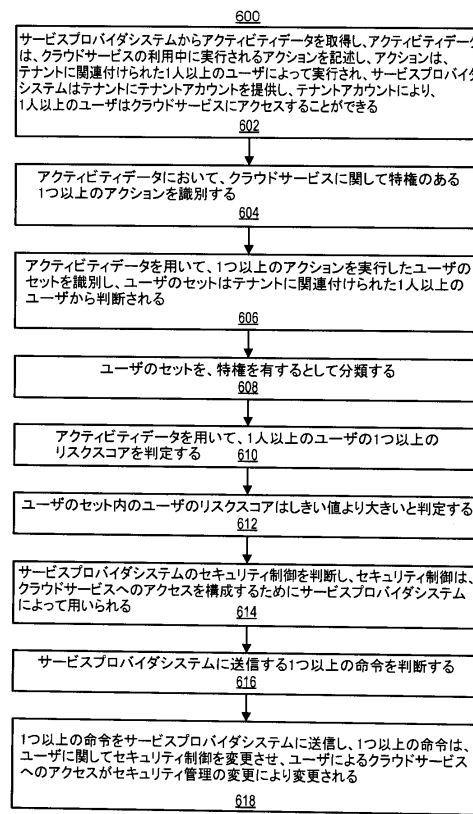 600
サービスプロバイダシステムからアクティビティデータを取得し、アクティビティデータ
は、クラウドサービスの利用中に実行されるアクションを記述し、アクションは、
テナントに関連付けられた1人以上のユーザによって実行され、サービスプロバイダ
システムはテナントにテナントアカウントを提供し、テナントアカウントにより、
1人以上のユーザはクラウドサービスにアクセスすることができる
602
アクティビティデータにおいて、クラウドサービスに関して特権のある
1つ以上のアクションを識別する
604
アクティビティデータを用いて、1つ以上のアクションを実行したユーザの
セットを識別し、ユーザのセットはテナントに関連付けられた1人以上の
ユーザから判断される
606
ユーザのセットを、特権を有するとして分類する
608
アクティビティデータを用いて、1人以上のユーザの1つ以上の
リスクスコアを判定する
610
ユーザのセット内のユーザのリスクスコアはしきい値より大きいと判定する
612
サービスプロバイダシステムのセキュリティ制御を判断し、セキュリティ制御は、
クラウドサービスへのアクセスを構成するためにサービスプロバイダシステム
によって用いられる
614
サービスプロバイダシステムに送信する1つ以上の命令を判断する
616
1つ以上の命令をサービスプロバイダシステムに送信し、1つ以上の命令は、
ユーザに関してセキュリティ制御を変更させ、ユーザによるクラウドサービス
へのアクセスがセキュリティ管理の変更により変更される
618